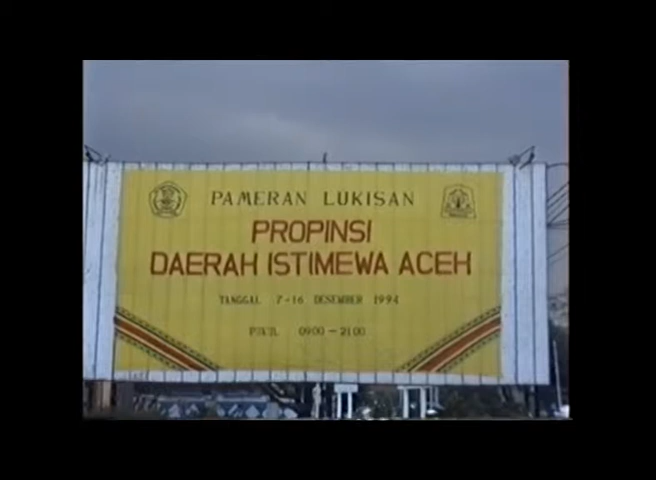 PAMERAN LUKISAN
PROPINSI
DAERAH ISTIMEWA ACEH
TANGGAL 7-16 DESEMBER 1994
PUKUL 0900-2100